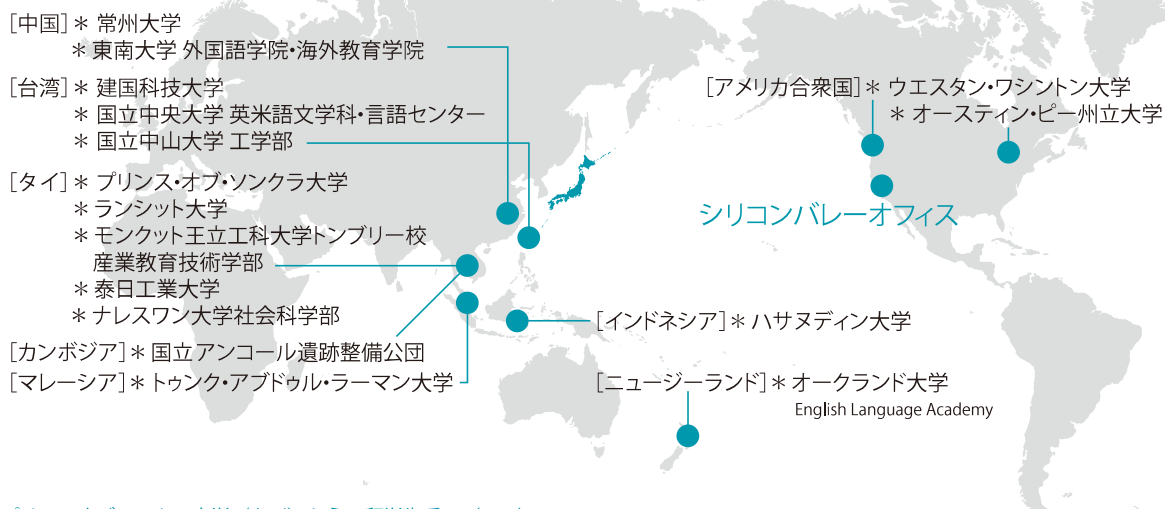 [中国]＊ 常州大学
＊ 東南大学 外国語学院・海外教育学院
[台湾]＊ 建国科技大学
＊ 国立中央大学 英米語文学科・言語センター
＊ 国立中山大学 工学部
[タイ]＊ プリンス・オブ・ソンクラ大学
＊ ランシット大学
＊ モンクット王立工科大学トンブリー校
産業教育技術学部
＊ 泰日工業大学
＊ ナレスワン大学社会科学部
[カンボジア]＊ 国立アンコール遺跡整備公団
[マレーシア]＊ トゥンク・アブドゥル・ラーマン大学
[アメリカ合衆国]＊ ウエスタン・ワシントン大学
＊ オースティン・ピー州立大学
シリコンバレーオフィス
[インドネシア]＊ ハサヌディン大学
[ニュージーランド]＊ オークランド大学
English Language Academy